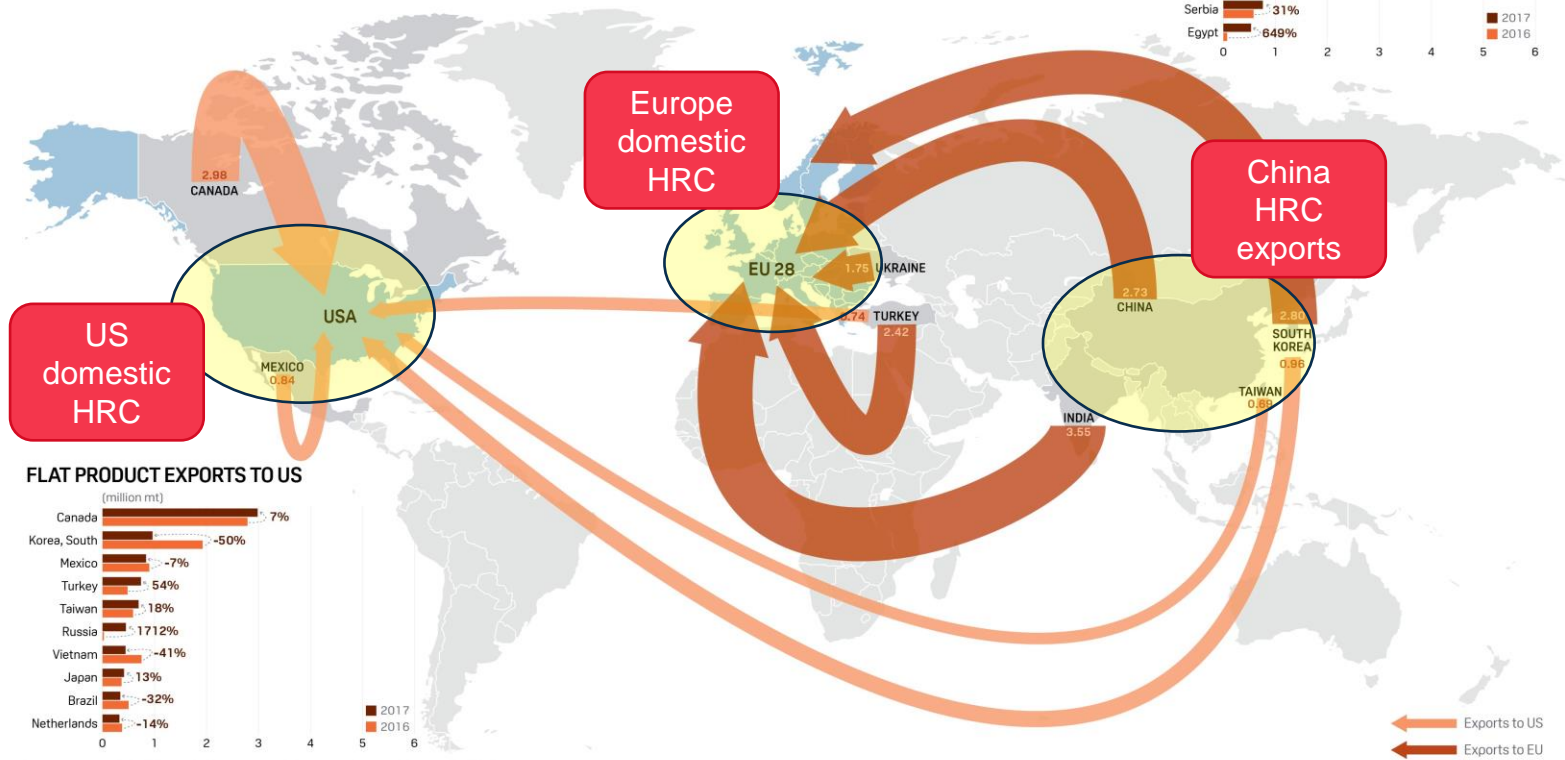 Serbia
31%
Egypt
649%
0 1 2 3 4 5 6
2017
2016
Europe
domestic
HRC
China
HRC
exports
US
domestic
HRC
2.98
CANADA
USA
MEXICO
0.84
EU 28
1.75 UKRAINE
0.74 TURKEY
2.42
2.73
CHINA
2.80
SOUTH
KOREA
0.96
TAIWAN
0.69
INDIA
3.55
FLAT PRODUCT EXPORTS TO US
(million mt)
Canada 7%
Korea, South -50%
Mexico -7%
Turkey 54%
Taiwan 18%
Russia 1712%
Vietnam -41%
Japan 13%
Brazil -32%
Netherlands -14%
0 1 2 3 4 5 6
2017
2016
Exports to US
Exports to EU